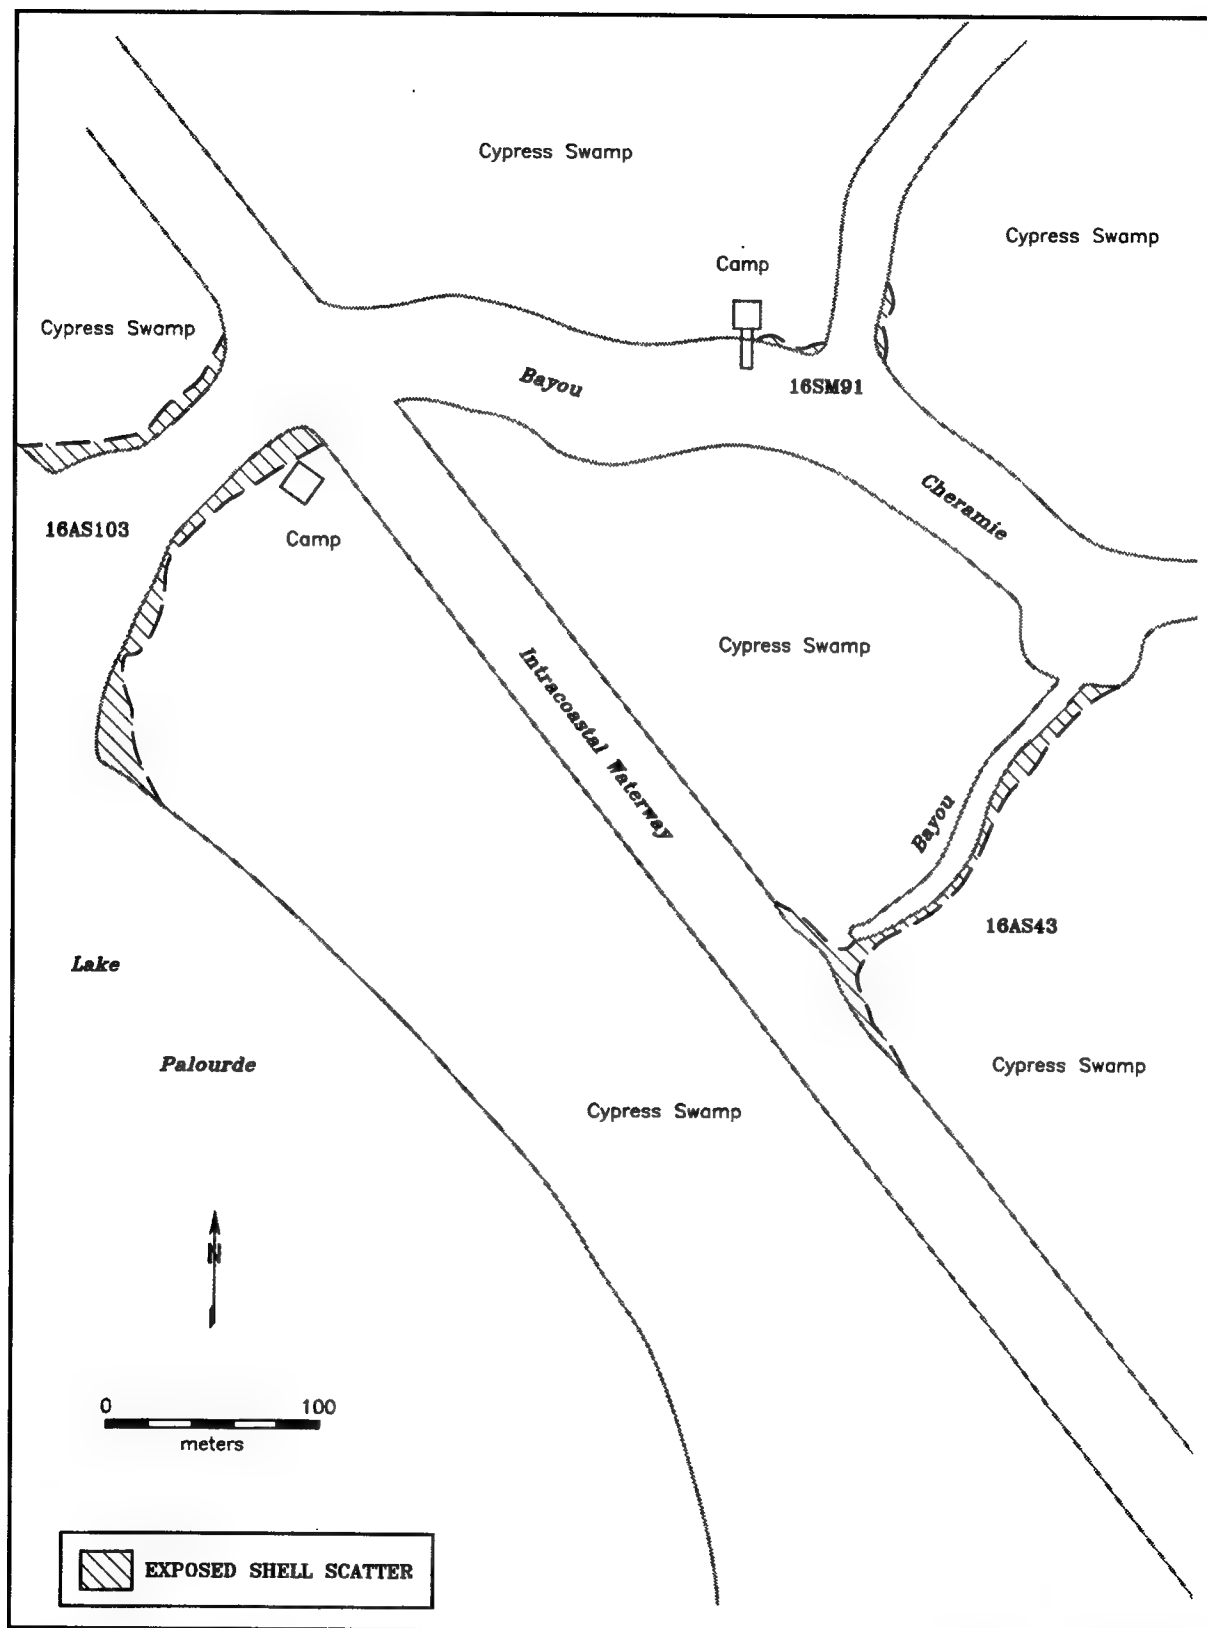 Cypress Swamp
Cypress Swamp
Camp
Cypress Swamp
Bayou
16SM91
Cheramie
16AS103
Camp
Cypress Swamp
Intracoastal Waterway
Bayou
16AS43
Lake
Palourde
Cypress Swamp
Cypress Swamp
N
0 100
meters
EXPOSED SHELL SCATTER